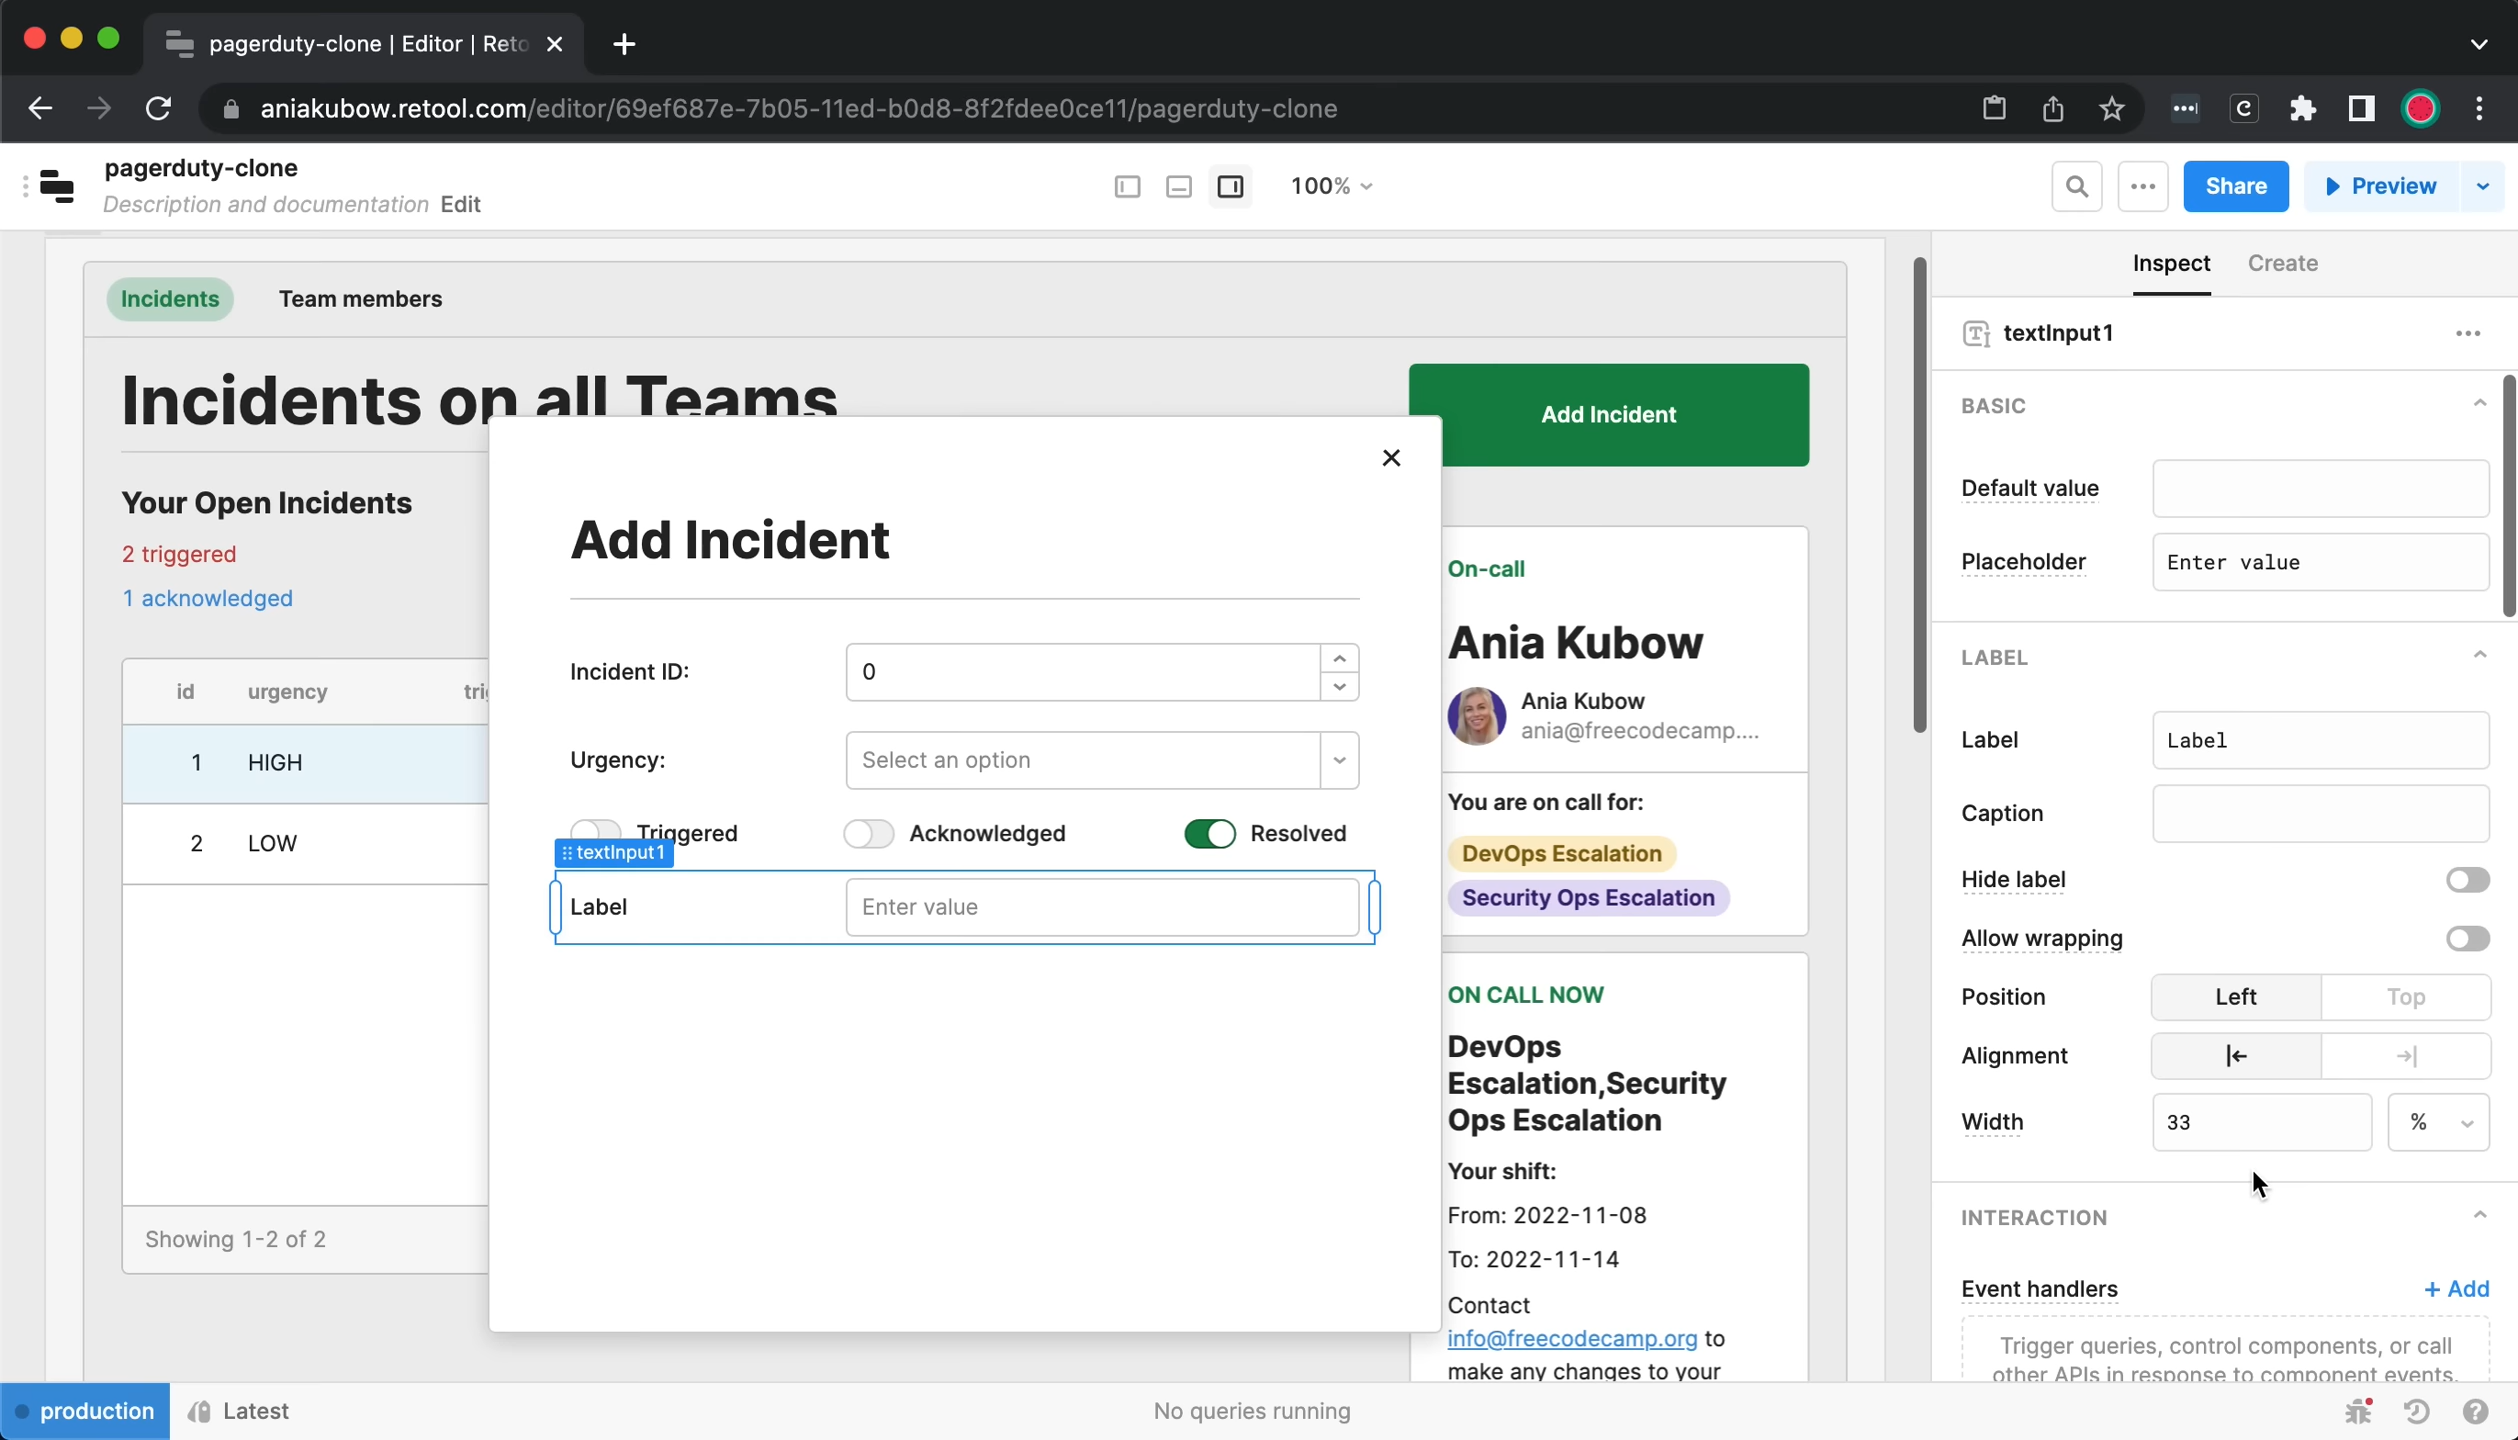 pagerduty-clone | Editor | Reto
aniakubow.retool.com/editor/69ef687e-7b05-11ed-b0d8-8f2fdee0ce11/pagerduty-clone
pagerduty-clone
Description and documentation Edit
100%
Share
Preview
Incidents
Team members
Inspect
Create
Incidents on all Teams
Add Incident
Your Open Incidents
2 triggered
1 acknowledged
id urgency tri
1 HIGH
2 LOW
Showing 1-2 of 2
Add Incident
Incident ID: 0
Urgency: Select an option
Triggered
Acknowledged
Resolved
textInput1
Label Enter value
On-call
Ania Kubow
Ania Kubow
ania@freecodecamp....
You are on call for:
DevOps Escalation
Security Ops Escalation
ON CALL NOW
DevOps
Escalation,Security
Ops Escalation
Your shift:
From: 2022-11-08
To: 2022-11-14
Contact
info@freecodecamp.org to
make any changes to your
textInput1
BASIC
Default value
Placeholder Enter value
LABEL
Label Label
Caption
Hide label
Allow wrapping
Position Left Top
Alignment
Width 33 %
INTERACTION
Event handlers + Add
Trigger queries, control components, or call
other APIs in response to component events.
production
Latest
No queries running